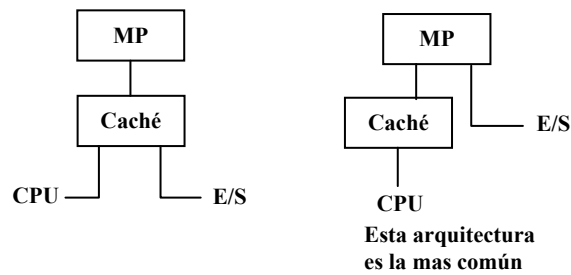 MP
Caché
CPU
E/S
MP
Caché
E/S
CPU
Esta arquitectura
es la mas común